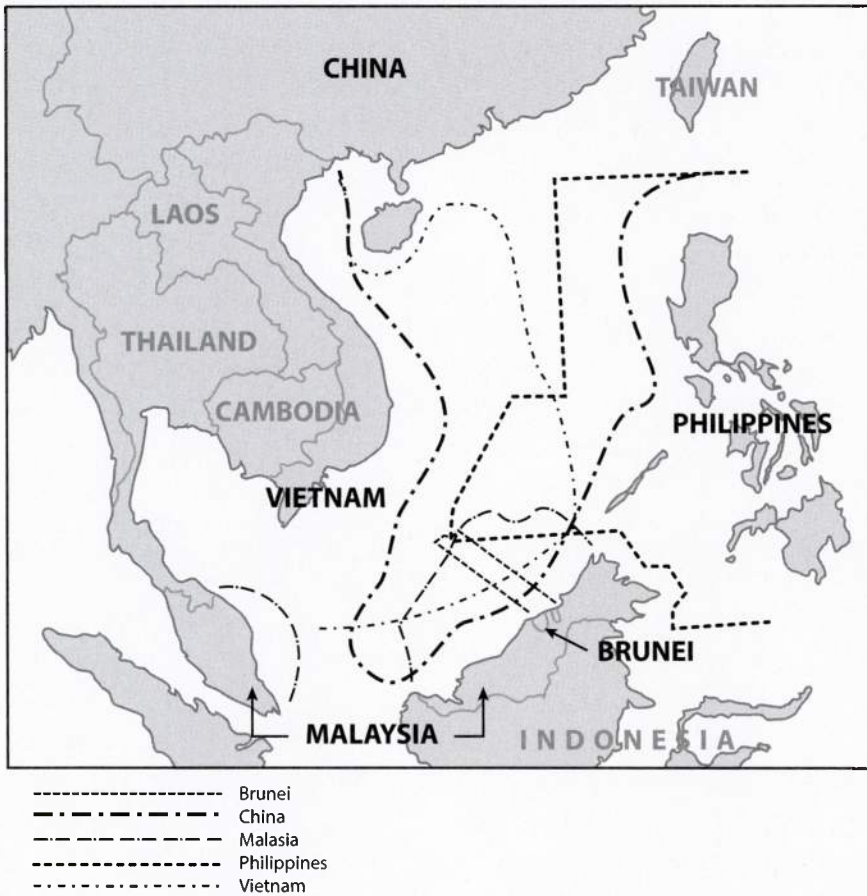 CHINA
TAIWAN
LAOS
THAILAND
CAMBODIA
PHILIPPINES
VIETNAM
BRUNEI
MALAYSIA
INDONESIA
Brunei
China
Malasia
Philippines
Vietnam